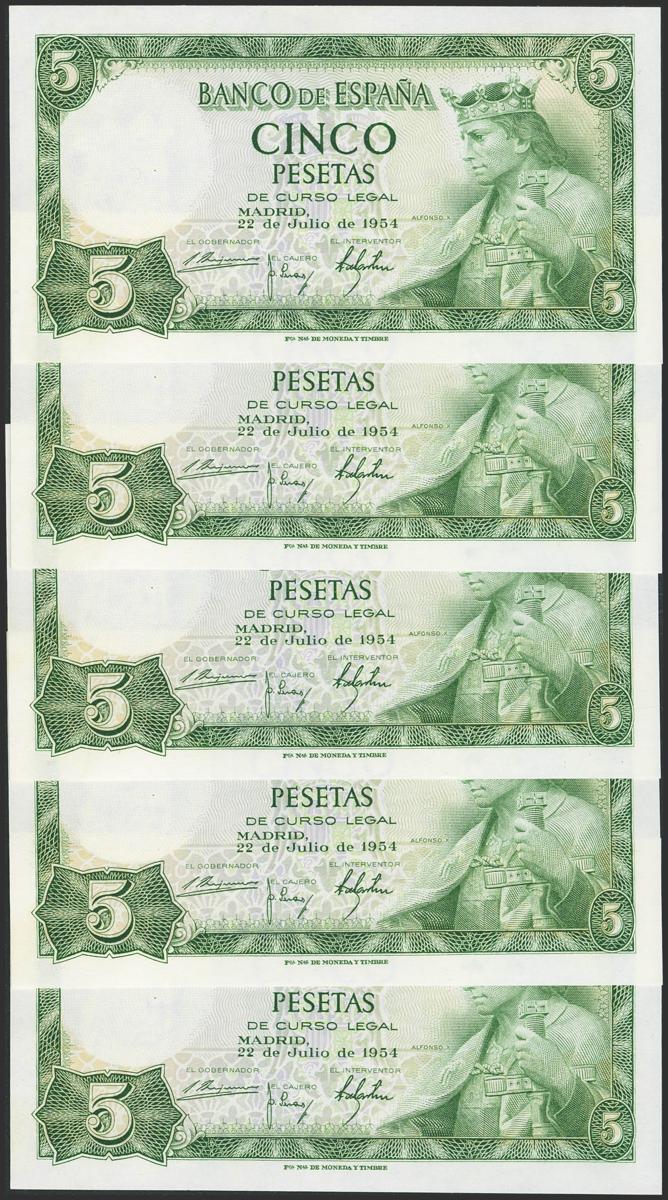 5 5
BANCO DE ESPAÑA
CINCO
PESETAS
DE CURSO LEGAL
MADRID,
22 de Julio de 1954
ALFONSO X
EL GOBERNADOR EL INTERVENTOR
EL CAJERO
5 5
Fca Nal DE MONEDA Y TIMBRE
PESETAS
DE CURSO LEGAL
MADRID,
22 de Julio de 1954
ALFONSO X
EL GOBERNADOR EL INTERVENTOR
EL CAJERO
5 5
Fca Nal DE MONEDA Y TIMBRE
PESETAS
DE CURSO LEGAL
MADRID,
22 de Julio de 1954
ALFONSO X
EL GOBERNADOR EL INTERVENTOR
EL CAJERO
5 5
Fca Nal DE MONEDA Y TIMBRE
PESETAS
DE CURSO LEGAL
MADRID,
22 de Julio de 1954
ALFONSO X
EL GOBERNADOR EL INTERVENTOR
EL CAJERO
5 5
Fca Nal DE MONEDA Y TIMBRE
PESETAS
DE CURSO LEGAL
MADRID,
22 de Julio de 1954
ALFONSO X
EL GOBERNADOR EL INTERVENTOR
EL CAJERO
5 5
Fca Nal DE MONEDA Y TIMBRE